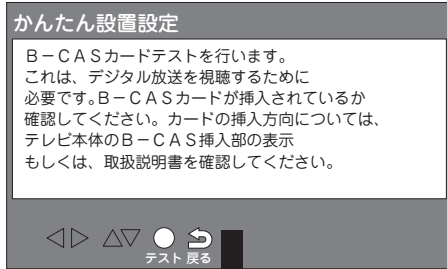 かんたん設置設定
B－CASカードテストを行います。
これは、デジタル放送を視聴するために
必要です。B－CASカードが挿入されているか
確認してください。カードの挿入方向については、
テレビ本体のB－CAS挿入部の表示
もしくは、取扱説明書を確認してください。
テスト 戻る